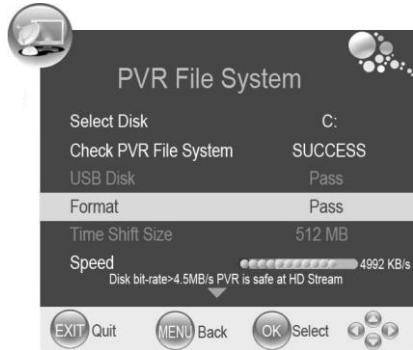 PVR File System
Select Disk C:
Check PVR File System SUCCESS
USB Disk Pass
Format Pass
Time Shift Size 512 MB
Speed 4992 KB/s
Disk bit-rate>4.5MB/s PVR is safe at HD Stream
EXIT Quit MENU Back OK Select